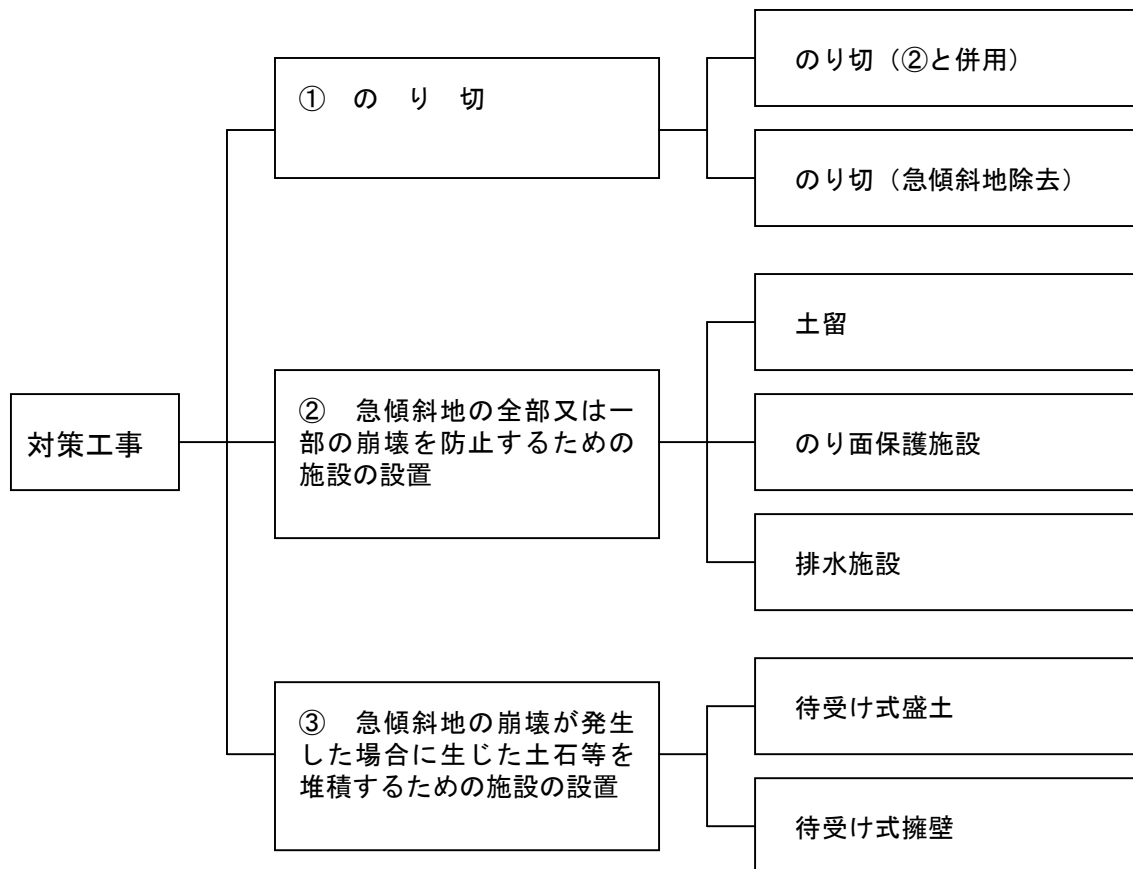 対策工事
① の り 切
のり切（②と併用）
のり切（急傾斜地除去）
② 急傾斜地の全部又は一
部の崩壊を防止するための
施設の設置
土留
のり面保護施設
排水施設
③ 急傾斜地の崩壊が発生
した場合に生じた土石等を
堆積するための施設の設置
待受け式盛土
待受け式擁壁